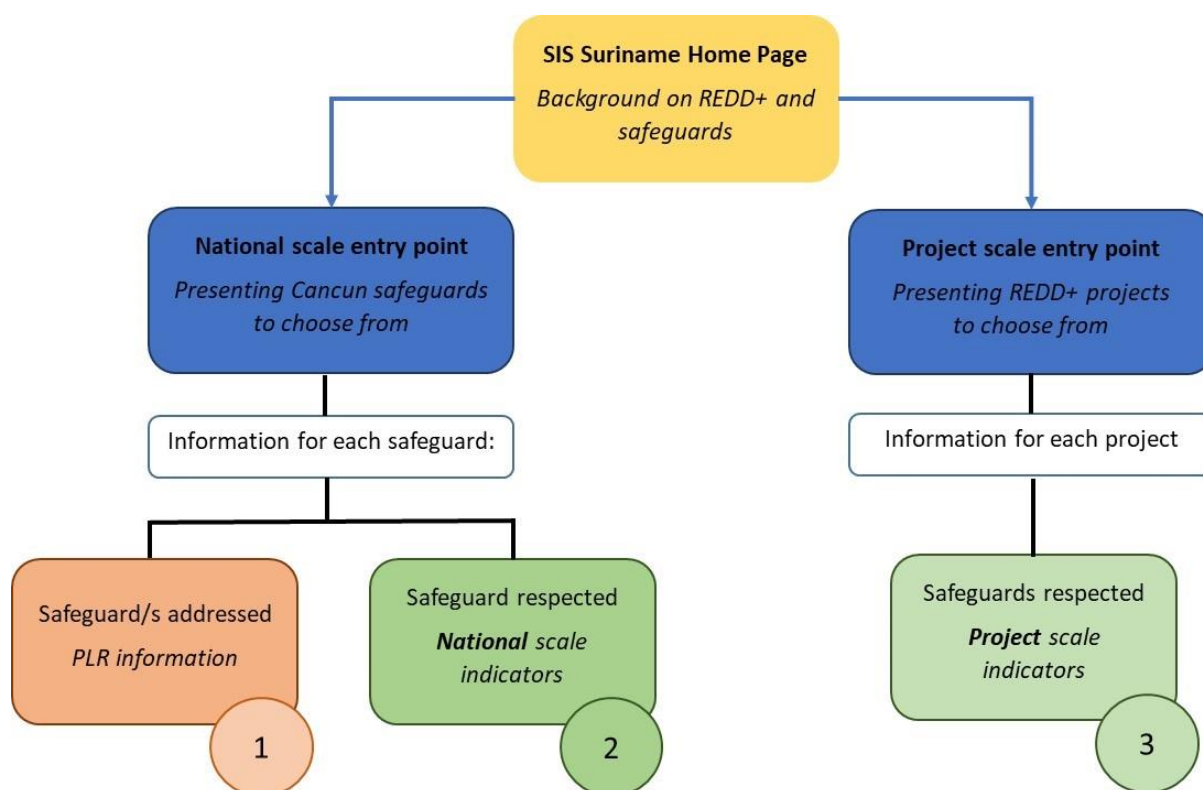 SIS Suriname Home Page
Background on REDD+ and
safeguards
National scale entry point
Presenting Cancun safeguards
to choose from
Project scale entry point
Presenting REDD+ projects
to choose from
Information for each safeguard:
Information for each project
Safeguard/s addressed
PLR information
1
Safeguard respected
National scale
indicators
2
Safeguards respected
Project scale
indicators
3